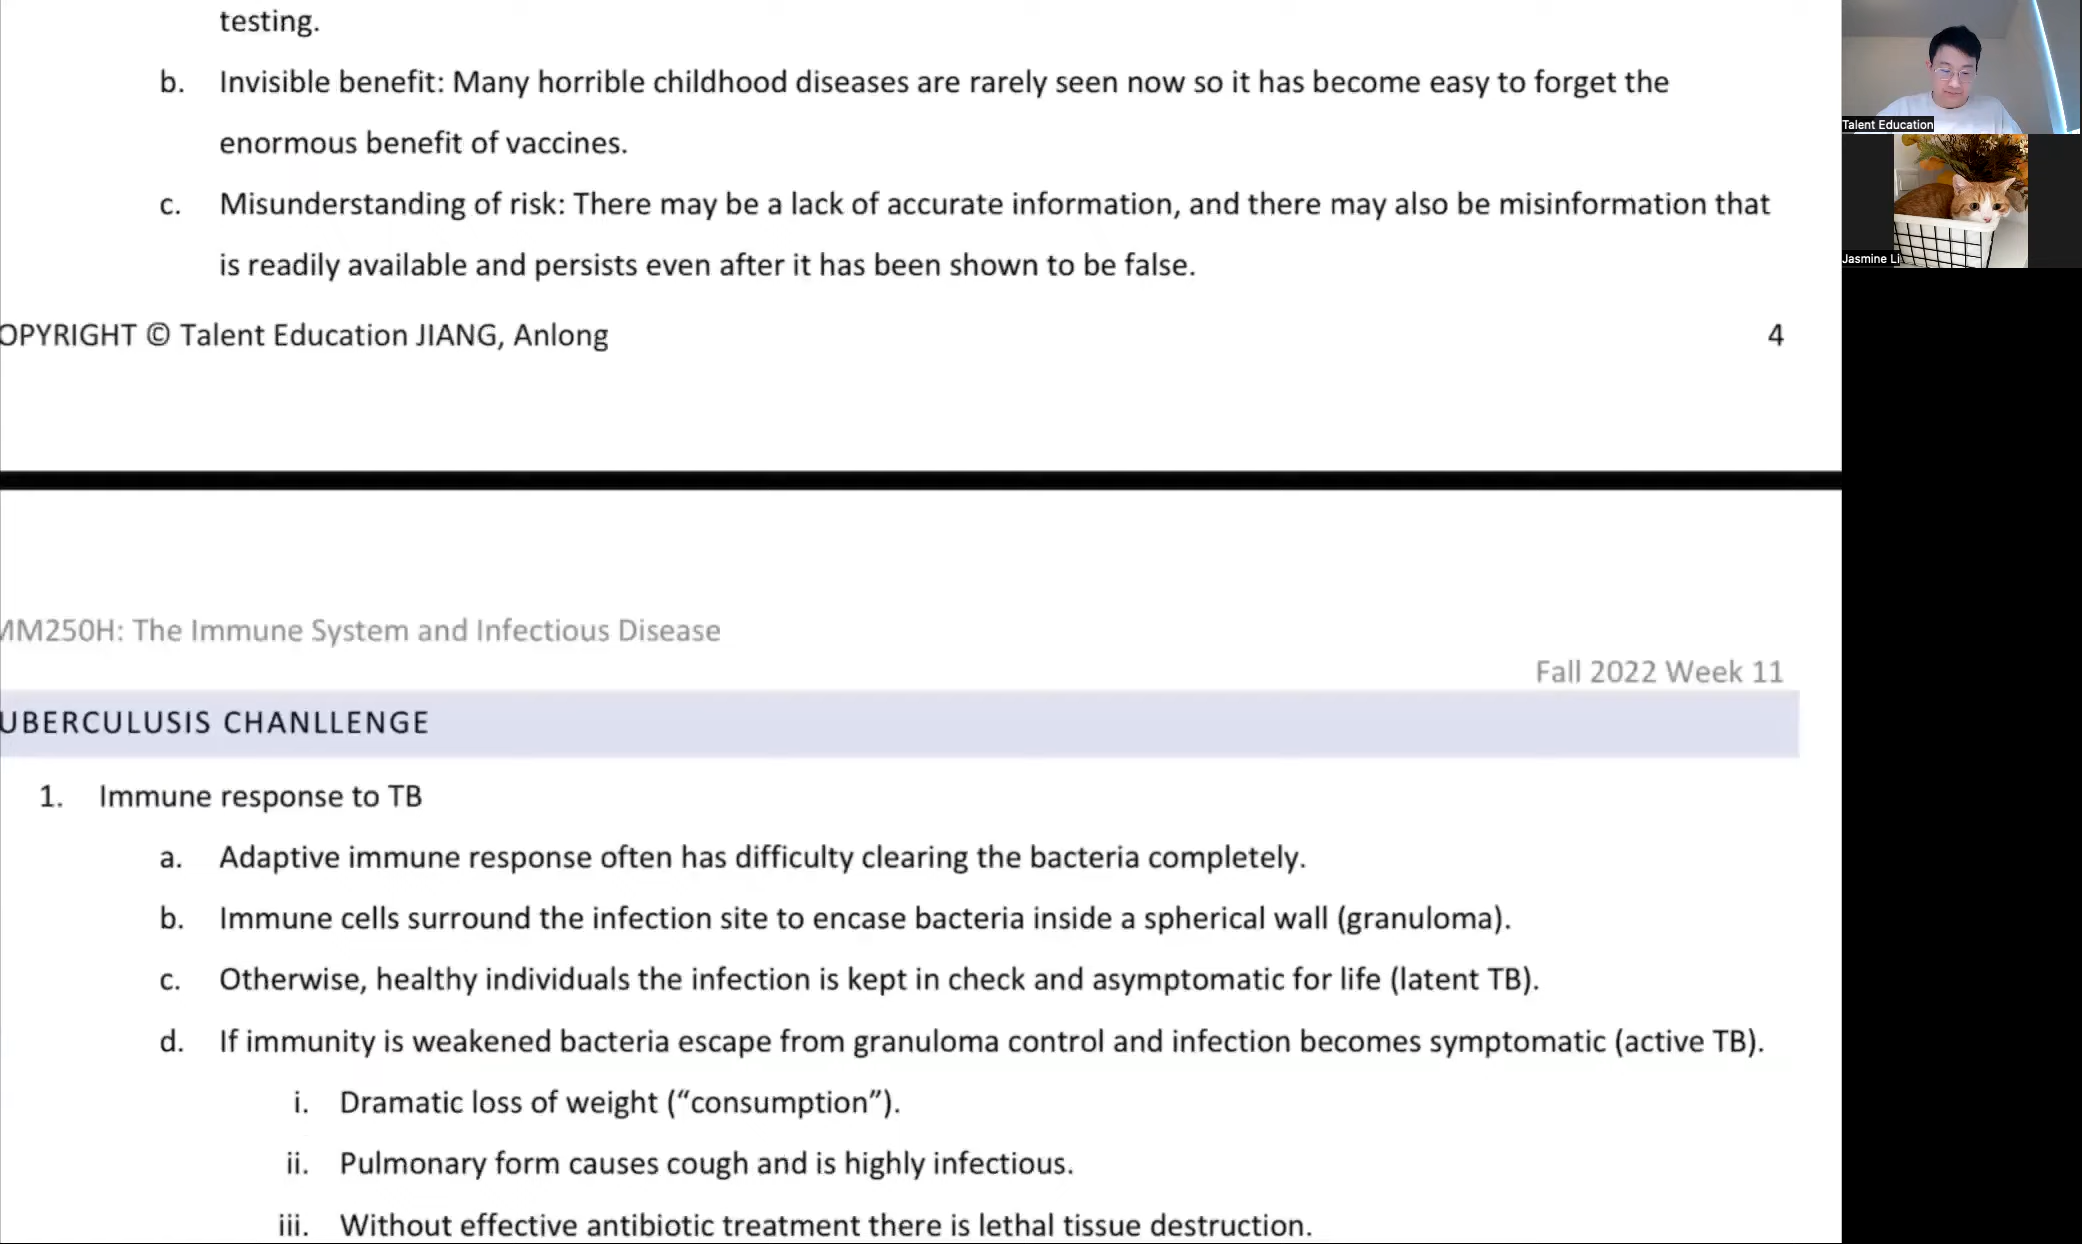 testing.
b. Invisible benefit: Many horrible childhood diseases are rarely seen now so it has become easy to forget the
enormous benefit of vaccines.
c. Misunderstanding of risk: There may be a lack of accurate information, and there may also be misinformation that
is readily available and persists even after it has been shown to be false.
OPYRIGHT © Talent Education JIANG, Anlong 4
MM250H: The Immune System and Infectious Disease
Fall 2022 Week 11
UBERCULUSIS CHANLLENGE
1. Immune response to TB
a. Adaptive immune response often has difficulty clearing the bacteria completely.
b. Immune cells surround the infection site to encase bacteria inside a spherical wall (granuloma).
c. Otherwise, healthy individuals the infection is kept in check and asymptomatic for life (latent TB).
d. If immunity is weakened bacteria escape from granuloma control and infection becomes symptomatic (active TB).
i. Dramatic loss of weight (“consumption”).
ii. Pulmonary form causes cough and is highly infectious.
iii. Without effective antibiotic treatment there is lethal tissue destruction.
Talent Education
Jasmine Li